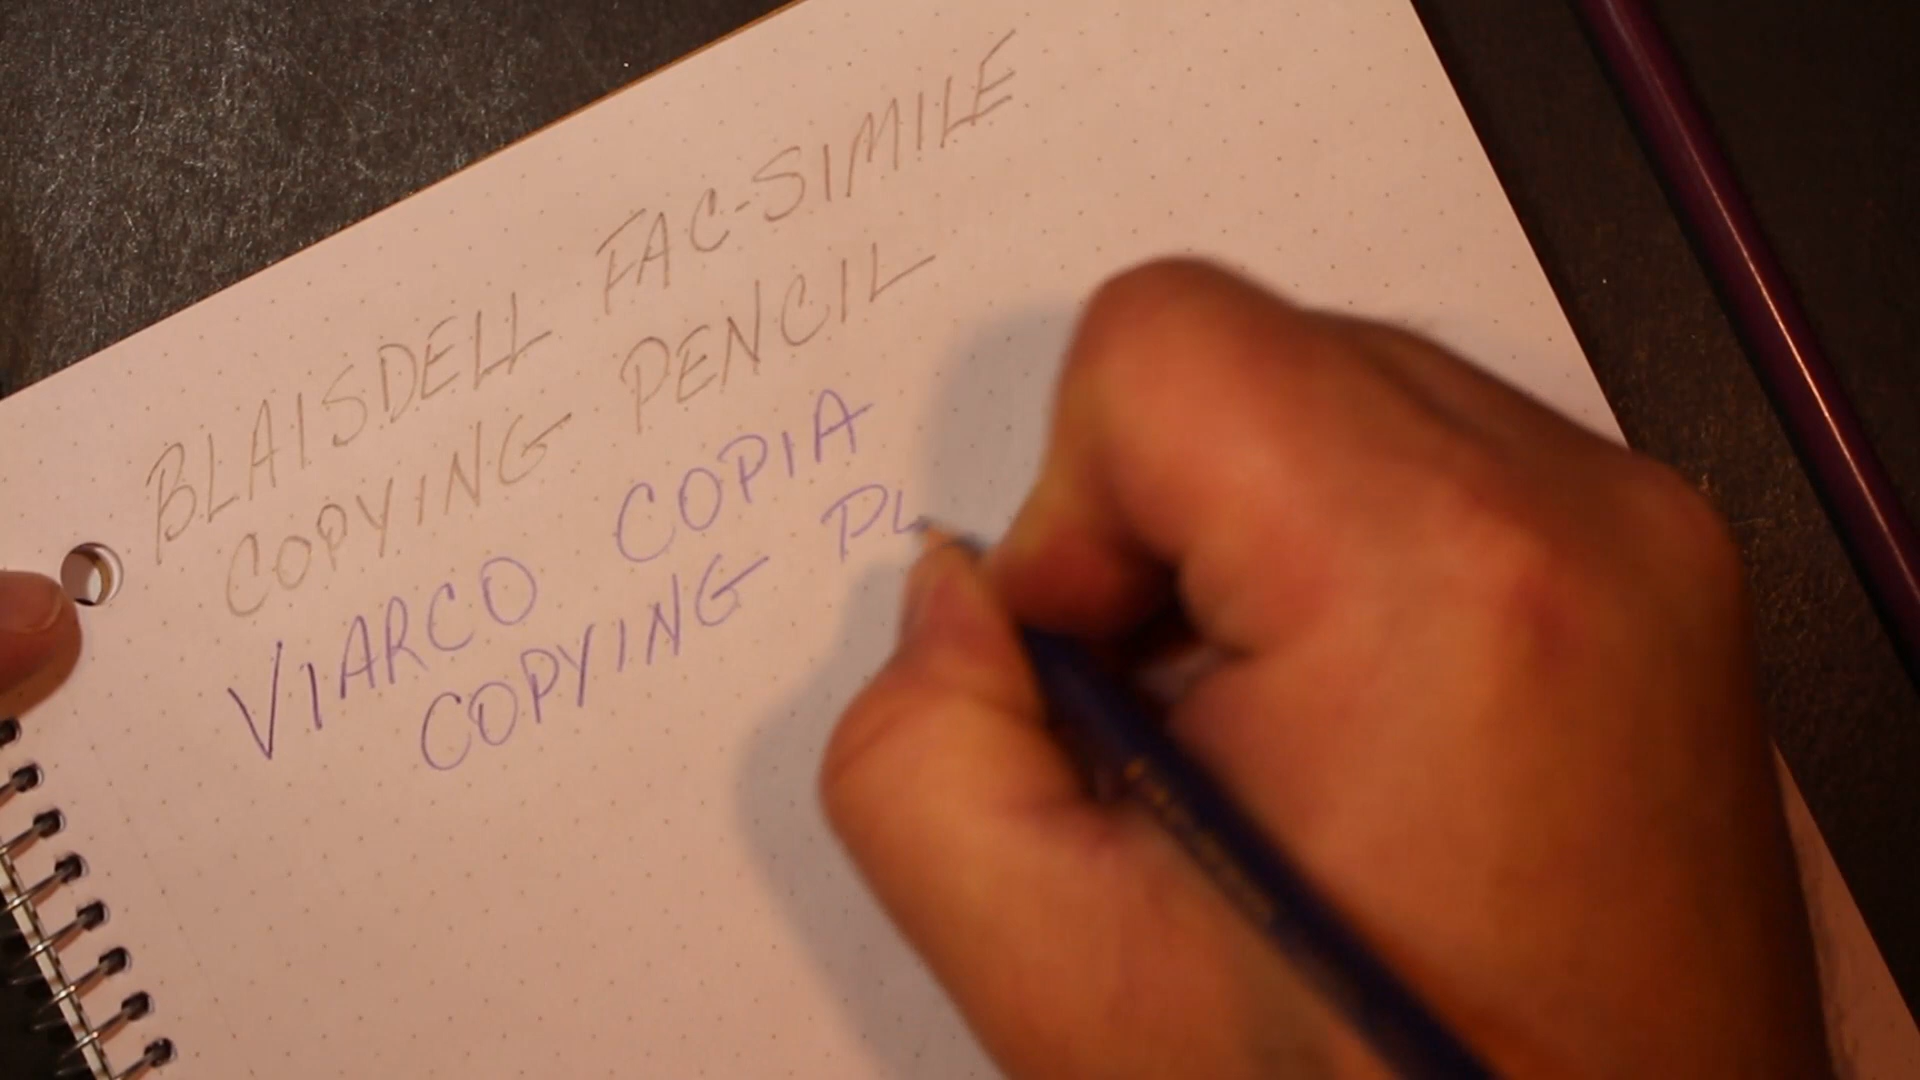 BLAISDELL FAC-SIMILE
COPYING PENCIL
VIARCO COPIA
COPYING